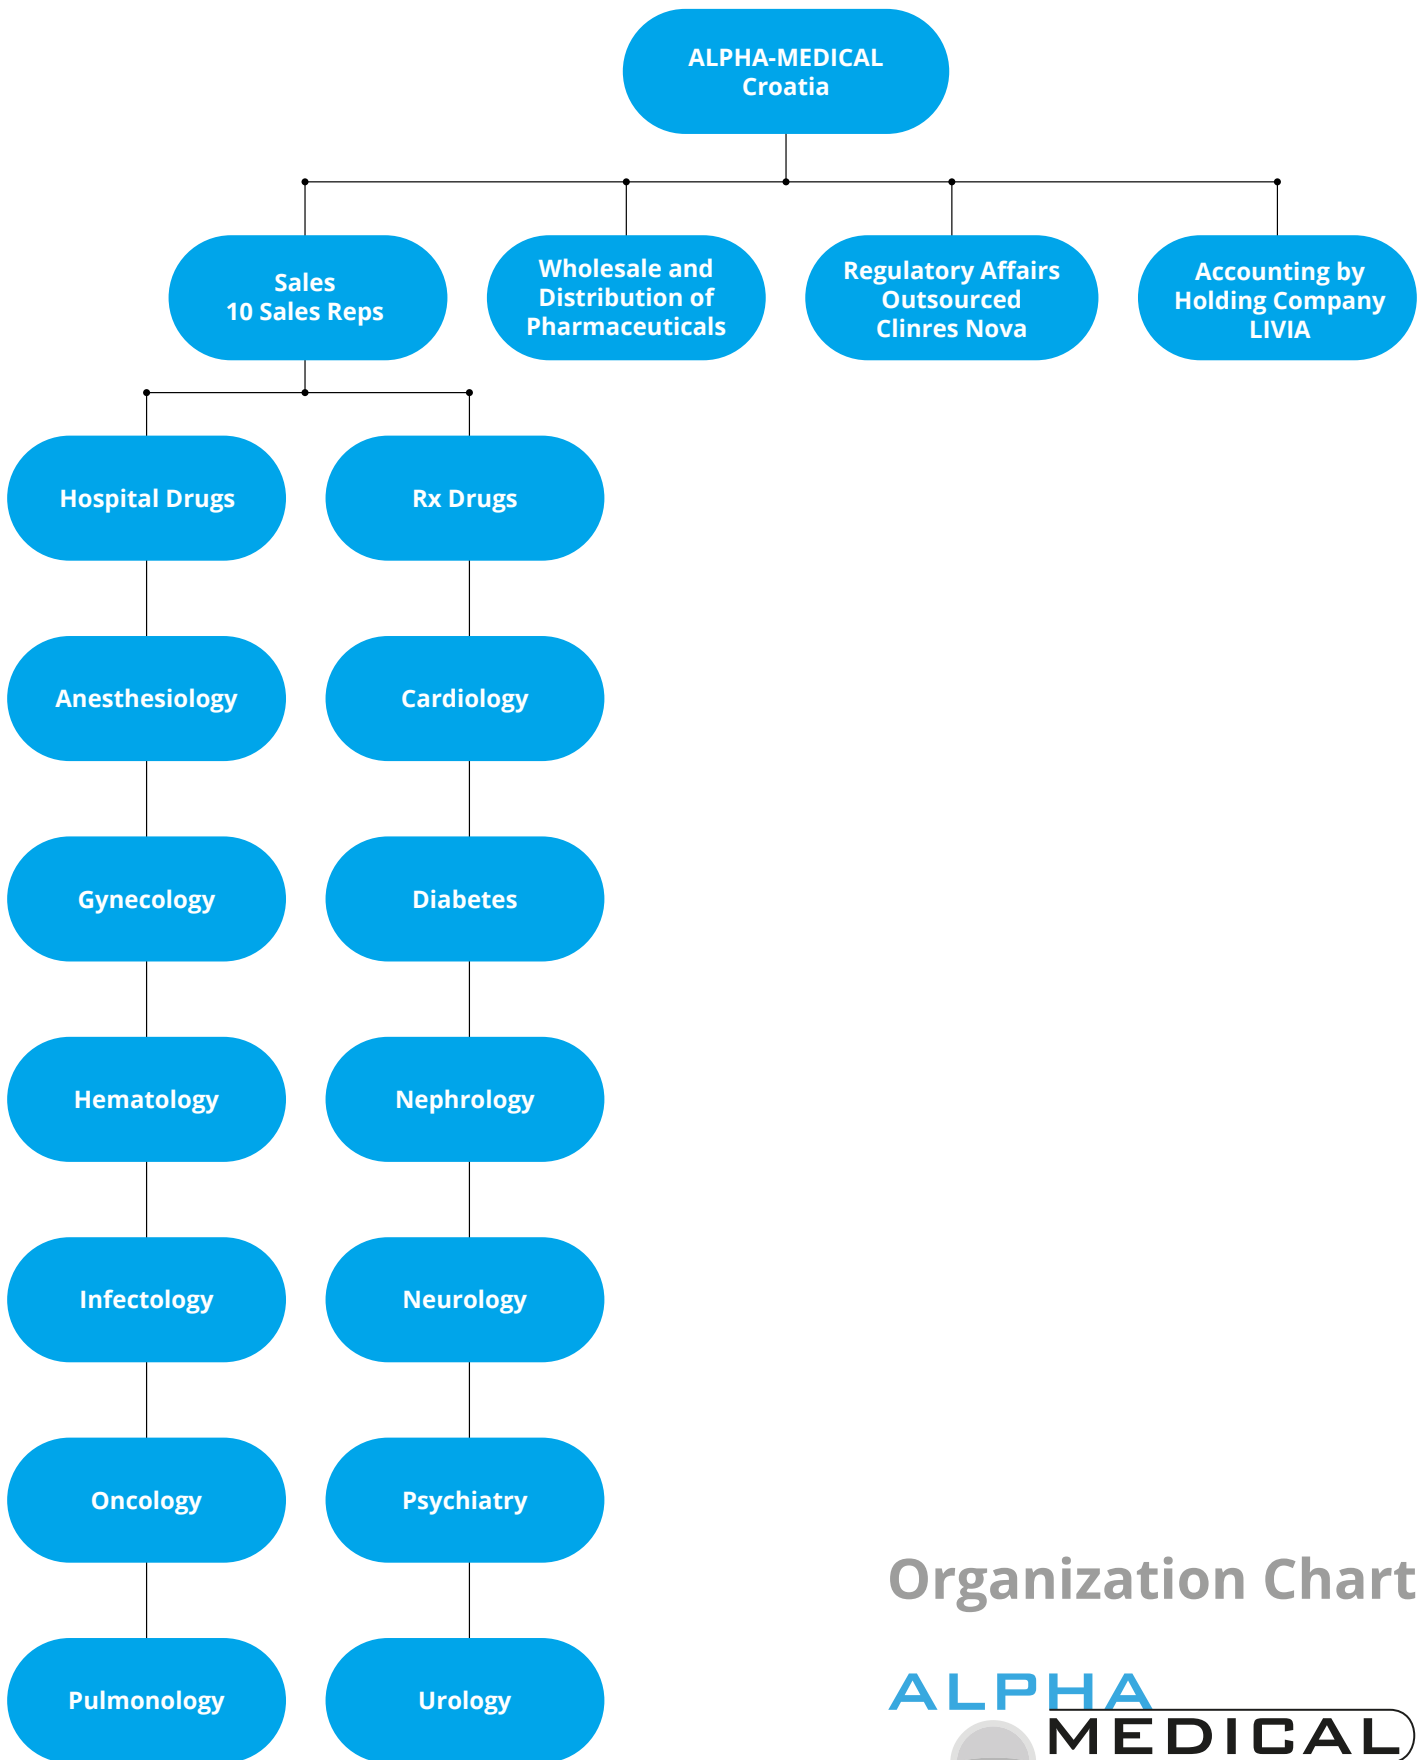 ALPHA-MEDICAL
Croatia
Sales
10 Sales Reps
Wholesale and
Distribution of
Pharmaceuticals
Regulatory Affairs
Outsourced
Clinres Nova
Accounting by
Holding Company
LIVIA
Hospital Drugs
Rx Drugs
Anesthesiology
Cardiology
Gynecology
Diabetes
Hematology
Nephrology
Infectology
Neurology
Oncology
Psychiatry
Pulmonology
Urology
Organization Chart
ALPHA
MEDICAL